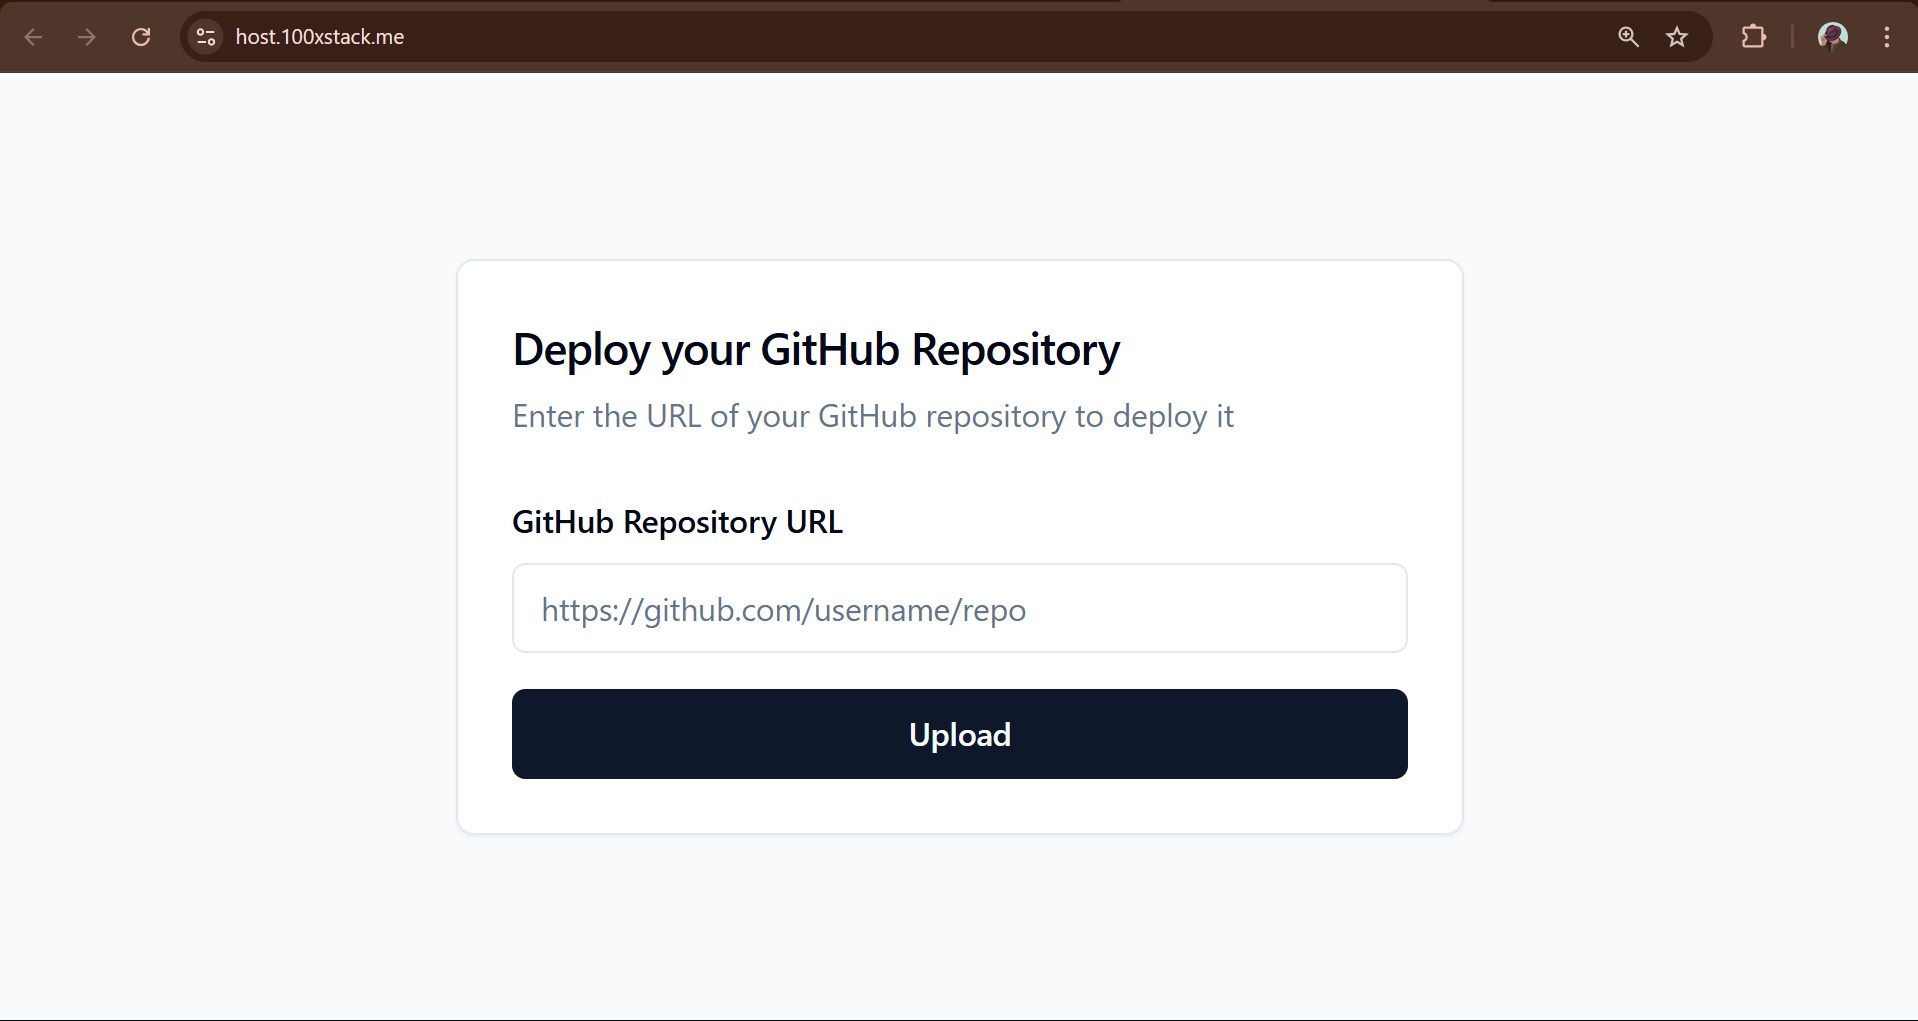 host.100xstack.me
Deploy your GitHub Repository
Enter the URL of your GitHub repository to deploy it
GitHub Repository URL
https://github.com/username/repo
Upload